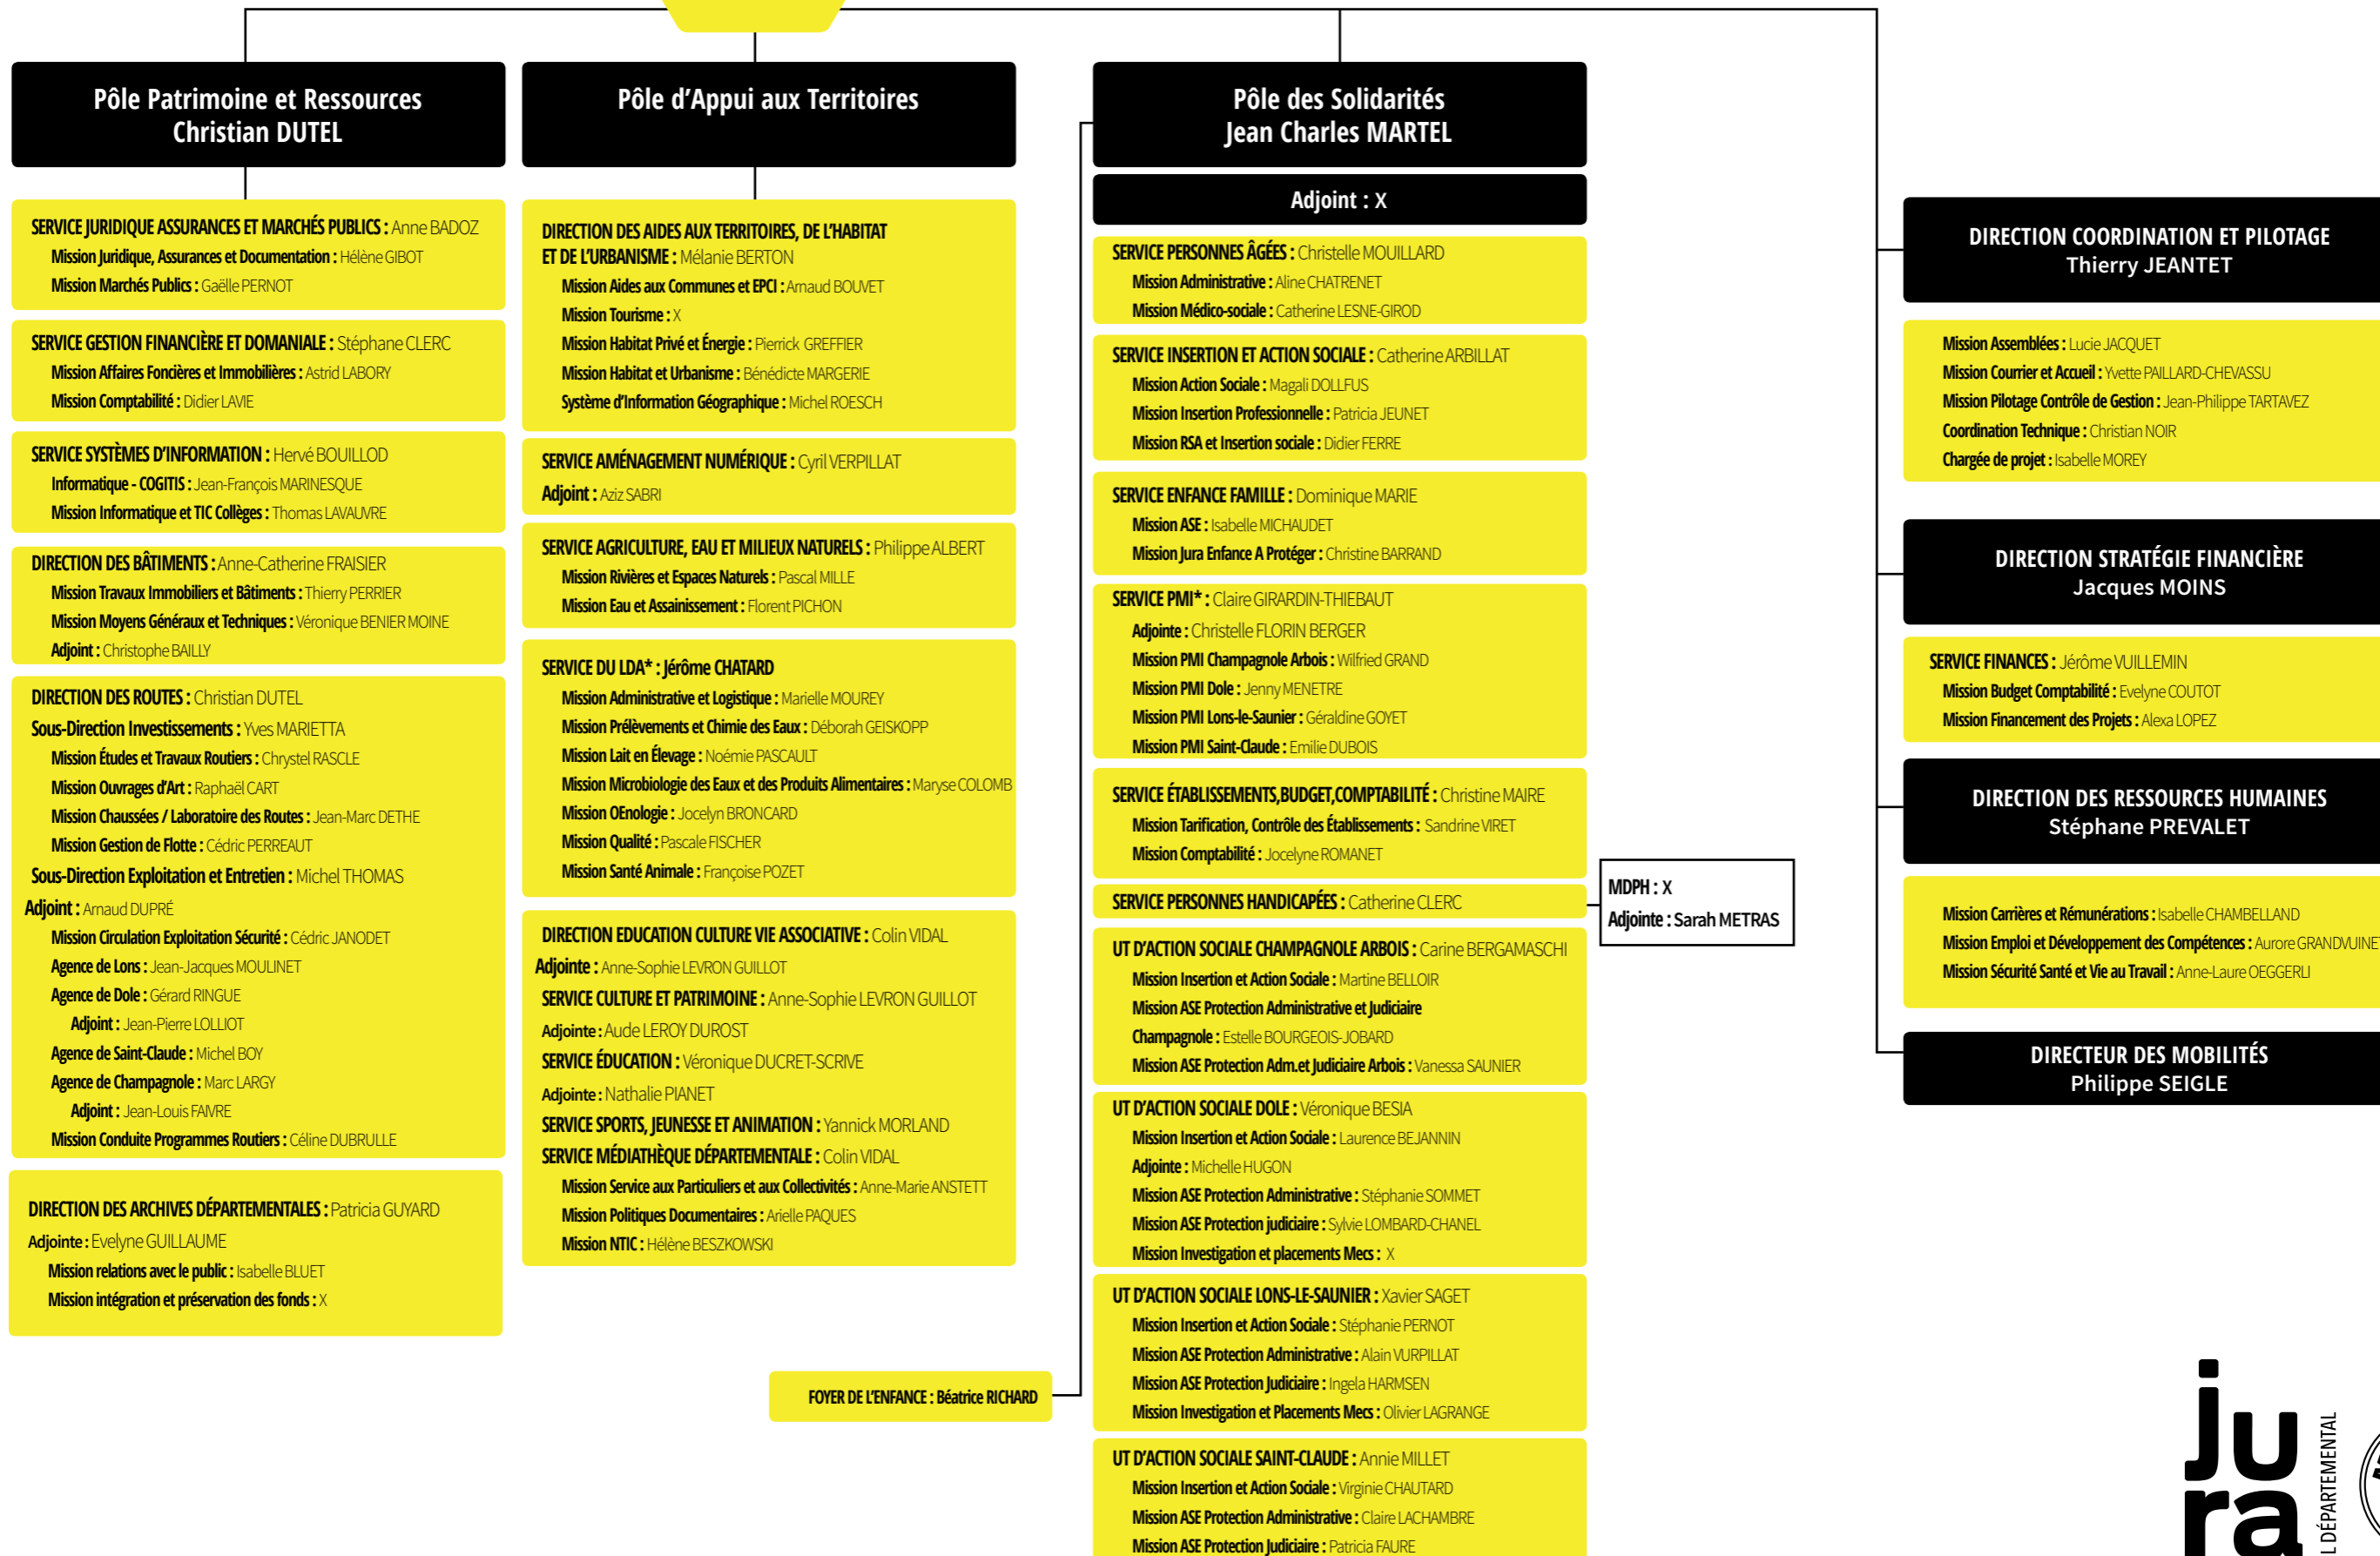 Pôle Patrimoine et Ressources
Christian DUTEL
SERVICE JURIDIQUE ASSURANCES ET MARCHÉS PUBLICS : Anne BADOZ
Mission Juridique, Assurances et Documentation : Hélène GIBOT
Mission Marchés Publics : Gaëlle PERNOT
SERVICE GESTION FINANCIÈRE ET DOMANIALE : Stéphane CLERC
Mission Affaires Foncières et Immobilières : Astrid LABORY
Mission Comptabilité : Didier LAVIE
SERVICE SYSTÈMES D'INFORMATION : Hervé BOUILLOD
Informatique - COGITIS : Jean-François MARINESQUE
Mission Informatique et TIC Collèges : Thomas LAVAUVRE
DIRECTION DES BÂTIMENTS : Anne-Catherine FRAISIER
Mission Travaux Immobiliers et Bâtiments : Thierry PERRIER
Mission Moyens Généraux et Techniques : Véronique BENIER MOINE
Adjoint : Christophe BAILLY
DIRECTION DES ROUTES : Christian DUTEL
Sous-Direction Investissements : Yves MARIETTA
Mission Études et Travaux Routiers : Chrystel RASCLE
Mission Ouvrages d'Art : Raphaël CART
Mission Chaussées / Laboratoire des Routes : Jean-Marc DETHE
Mission Gestion de Flotte : Cédric PERREAUT
Sous-Direction Exploitation et Entretien : Michel THOMAS
Adjoint : Arnaud DUPRÉ
Mission Circulation Exploitation Sécurité : Cédric JANODET
Agence de Lons : Jean-Jacques MOULINET
Agence de Dole : Gérard RINGUE
Adjoint : Jean-Pierre LOLLIOT
Agence de Saint-Claude : Michel BOY
Agence de Champagnole : Marc LARGY
Adjoint : Jean-Louis FAIVRE
Mission Conduite Programmes Routiers : Céline DUBRULLE
DIRECTION DES ARCHIVES DÉPARTEMENTALES : Patricia GUYARD
Adjointe : Evelyne GUILLAUME
Mission relations avec le public : Isabelle BLUET
Mission intégration et préservation des fonds : X
Pôle d'Appui aux Territoires
DIRECTION DES AIDES AUX TERRITOIRES, DE L'HABITAT
ET DE L'URBANISME : Mélanie BERTON
Mission Aides aux Communes et EPCI : Arnaud BOUVET
Mission Tourisme : X
Mission Habitat Privé et Énergie : Pierrick GREFFIER
Mission Habitat et Urbanisme : Bénédicte MARGERIE
Système d'Information Géographique : Michel ROESCH
SERVICE AMÉNAGEMENT NUMÉRIQUE : Cyril VERPILLAT
Adjoint : Aziz SABRI
SERVICE AGRICULTURE, EAU ET MILIEUX NATURELS : Philippe ALBERT
Mission Rivières et Espaces Naturels : Pascal MILLE
Mission Eau et Assainissement : Florent PICHON
SERVICE DU LDA* : Jérôme CHATARD
Mission Administrative et Logistique : Marielle MOUREY
Mission Prélèvements et Chimie des Eaux : Déborah GEISKOPP
Mission Lait en Élevage : Noémie PASCAULT
Mission Microbiologie des Eaux et des Produits Alimentaires : Maryse COLOMB
Mission OEnologie : Jocelyn BRONCARD
Mission Qualité : Pascale FISCHER
Mission Santé Animale : Françoise POZET
DIRECTION EDUCATION CULTURE VIE ASSOCIATIVE : Colin VIDAL
Adjointe : Anne-Sophie LEVRON GUILLOT
SERVICE CULTURE ET PATRIMOINE : Anne-Sophie LEVRON GUILLOT
Adjointe : Aude LEROY DUROST
SERVICE ÉDUCATION : Véronique DUCRET-SCRIVE
Adjointe : Nathalie PIANET
SERVICE SPORTS, JEUNESSE ET ANIMATION : Yannick MORLAND
SERVICE MÉDIATHÈQUE DÉPARTEMENTALE : Colin VIDAL
Mission Service aux Particuliers et aux Collectivités : Anne-Marie ANSTETT
Mission Politiques Documentaires : Arielle PAQUES
Mission NTIC : Hélène BESZKOWSKI
FOYER DE L'ENFANCE : Béatrice RICHARD
Pôle des Solidarités
Jean Charles MARTEL
Adjoint : X
SERVICE PERSONNES ÂGÉES : Christelle MOUILLARD
Mission Administrative : Aline CHATRENET
Mission Médico-sociale : Catherine LESNE-GIROD
SERVICE INSERTION ET ACTION SOCIALE : Catherine ARBILLAT
Mission Action Sociale : Magali DOLLFUS
Mission Insertion Professionnelle : Patricia JEUNET
Mission RSA et Insertion sociale : Didier FERRE
SERVICE ENFANCE FAMILLE : Dominique MARIE
Mission ASE : Isabelle MICHAUDET
Mission Jura Enfance A Protéger : Christine BARRAND
SERVICE PMI* : Claire GIRARDIN-THIEBAUT
Adjointe : Christelle FLORIN BERGER
Mission PMI Champagnole Arbois : Wilfried GRAND
Mission PMI Dole : Jenny MENETRE
Mission PMI Lons-le-Saunier : Géraldine GOYET
Mission PMI Saint-Claude : Emilie DUBOIS
SERVICE ÉTABLISSEMENTS,BUDGET,COMPTABILITÉ : Christine MAIRE
Mission Tarification, Contrôle des Établissements : Sandrine VIRET
Mission Comptabilité : Jocelyne ROMANET
SERVICE PERSONNES HANDICAPÉES : Catherine CLERC
MDPH : X
Adjointe : Sarah METRAS
UT D'ACTION SOCIALE CHAMPAGNOLE ARBOIS : Carine BERGAMASCHI
Mission Insertion et Action Sociale : Martine BELLOIR
Mission ASE Protection Administrative et Judiciaire
Champagnole : Estelle BOURGEOIS-JOBARD
Mission ASE Protection Adm.et Judiciaire Arbois : Vanessa SAUNIER
UT D'ACTION SOCIALE DOLE : Véronique BESIA
Mission Insertion et Action Sociale : Laurence BEJANNIN
Adjointe : Michelle HUGON
Mission ASE Protection Administrative : Stéphanie SOMMET
Mission ASE Protection judiciaire : Sylvie LOMBARD-CHANEL
Mission Investigation et placements Mecs : X
UT D'ACTION SOCIALE LONS-LE-SAUNIER : Xavier SAGET
Mission Insertion et Action Sociale : Stéphanie PERNOT
Mission ASE Protection Administrative : Alain VURPILLAT
Mission ASE Protection Judiciaire : Ingela HARMSEN
Mission Investigation et Placements Mecs : Olivier LAGRANGE
UT D'ACTION SOCIALE SAINT-CLAUDE : Annie MILLET
Mission Insertion et Action Sociale : Virginie CHAUTARD
Mission ASE Protection Administrative : Claire LACHAMBRE
Mission ASE Protection Judiciaire : Patricia FAURE
DIRECTION COORDINATION ET PILOTAGE
Thierry JEANTET
Mission Assemblées : Lucie JACQUET
Mission Courrier et Accueil : Yvette PAILLARD-CHEVASSU
Mission Pilotage Contrôle de Gestion : Jean-Philippe TARTAVEZ
Coordination Technique : Christian NOIR
Chargée de projet : Isabelle MOREY
DIRECTION STRATÉGIE FINANCIÈRE
Jacques MOINS
SERVICE FINANCES : Jérôme VUILLEMIN
Mission Budget Comptabilité : Evelyne COUTOT
Mission Financement des Projets : Alexa LOPEZ
DIRECTION DES RESSOURCES HUMAINES
Stéphane PREVALET
Mission Carrières et Rémunérations : Isabelle CHAMBELLAND
Mission Emploi et Développement des Compétences : Aurore GRANDVUINET
Mission Sécurité Santé et Vie au Travail : Anne-Laure OEGGERLI
DIRECTEUR DES MOBILITÉS
Philippe SEIGLE
ju
ra
L DÉPARTEMENTAL